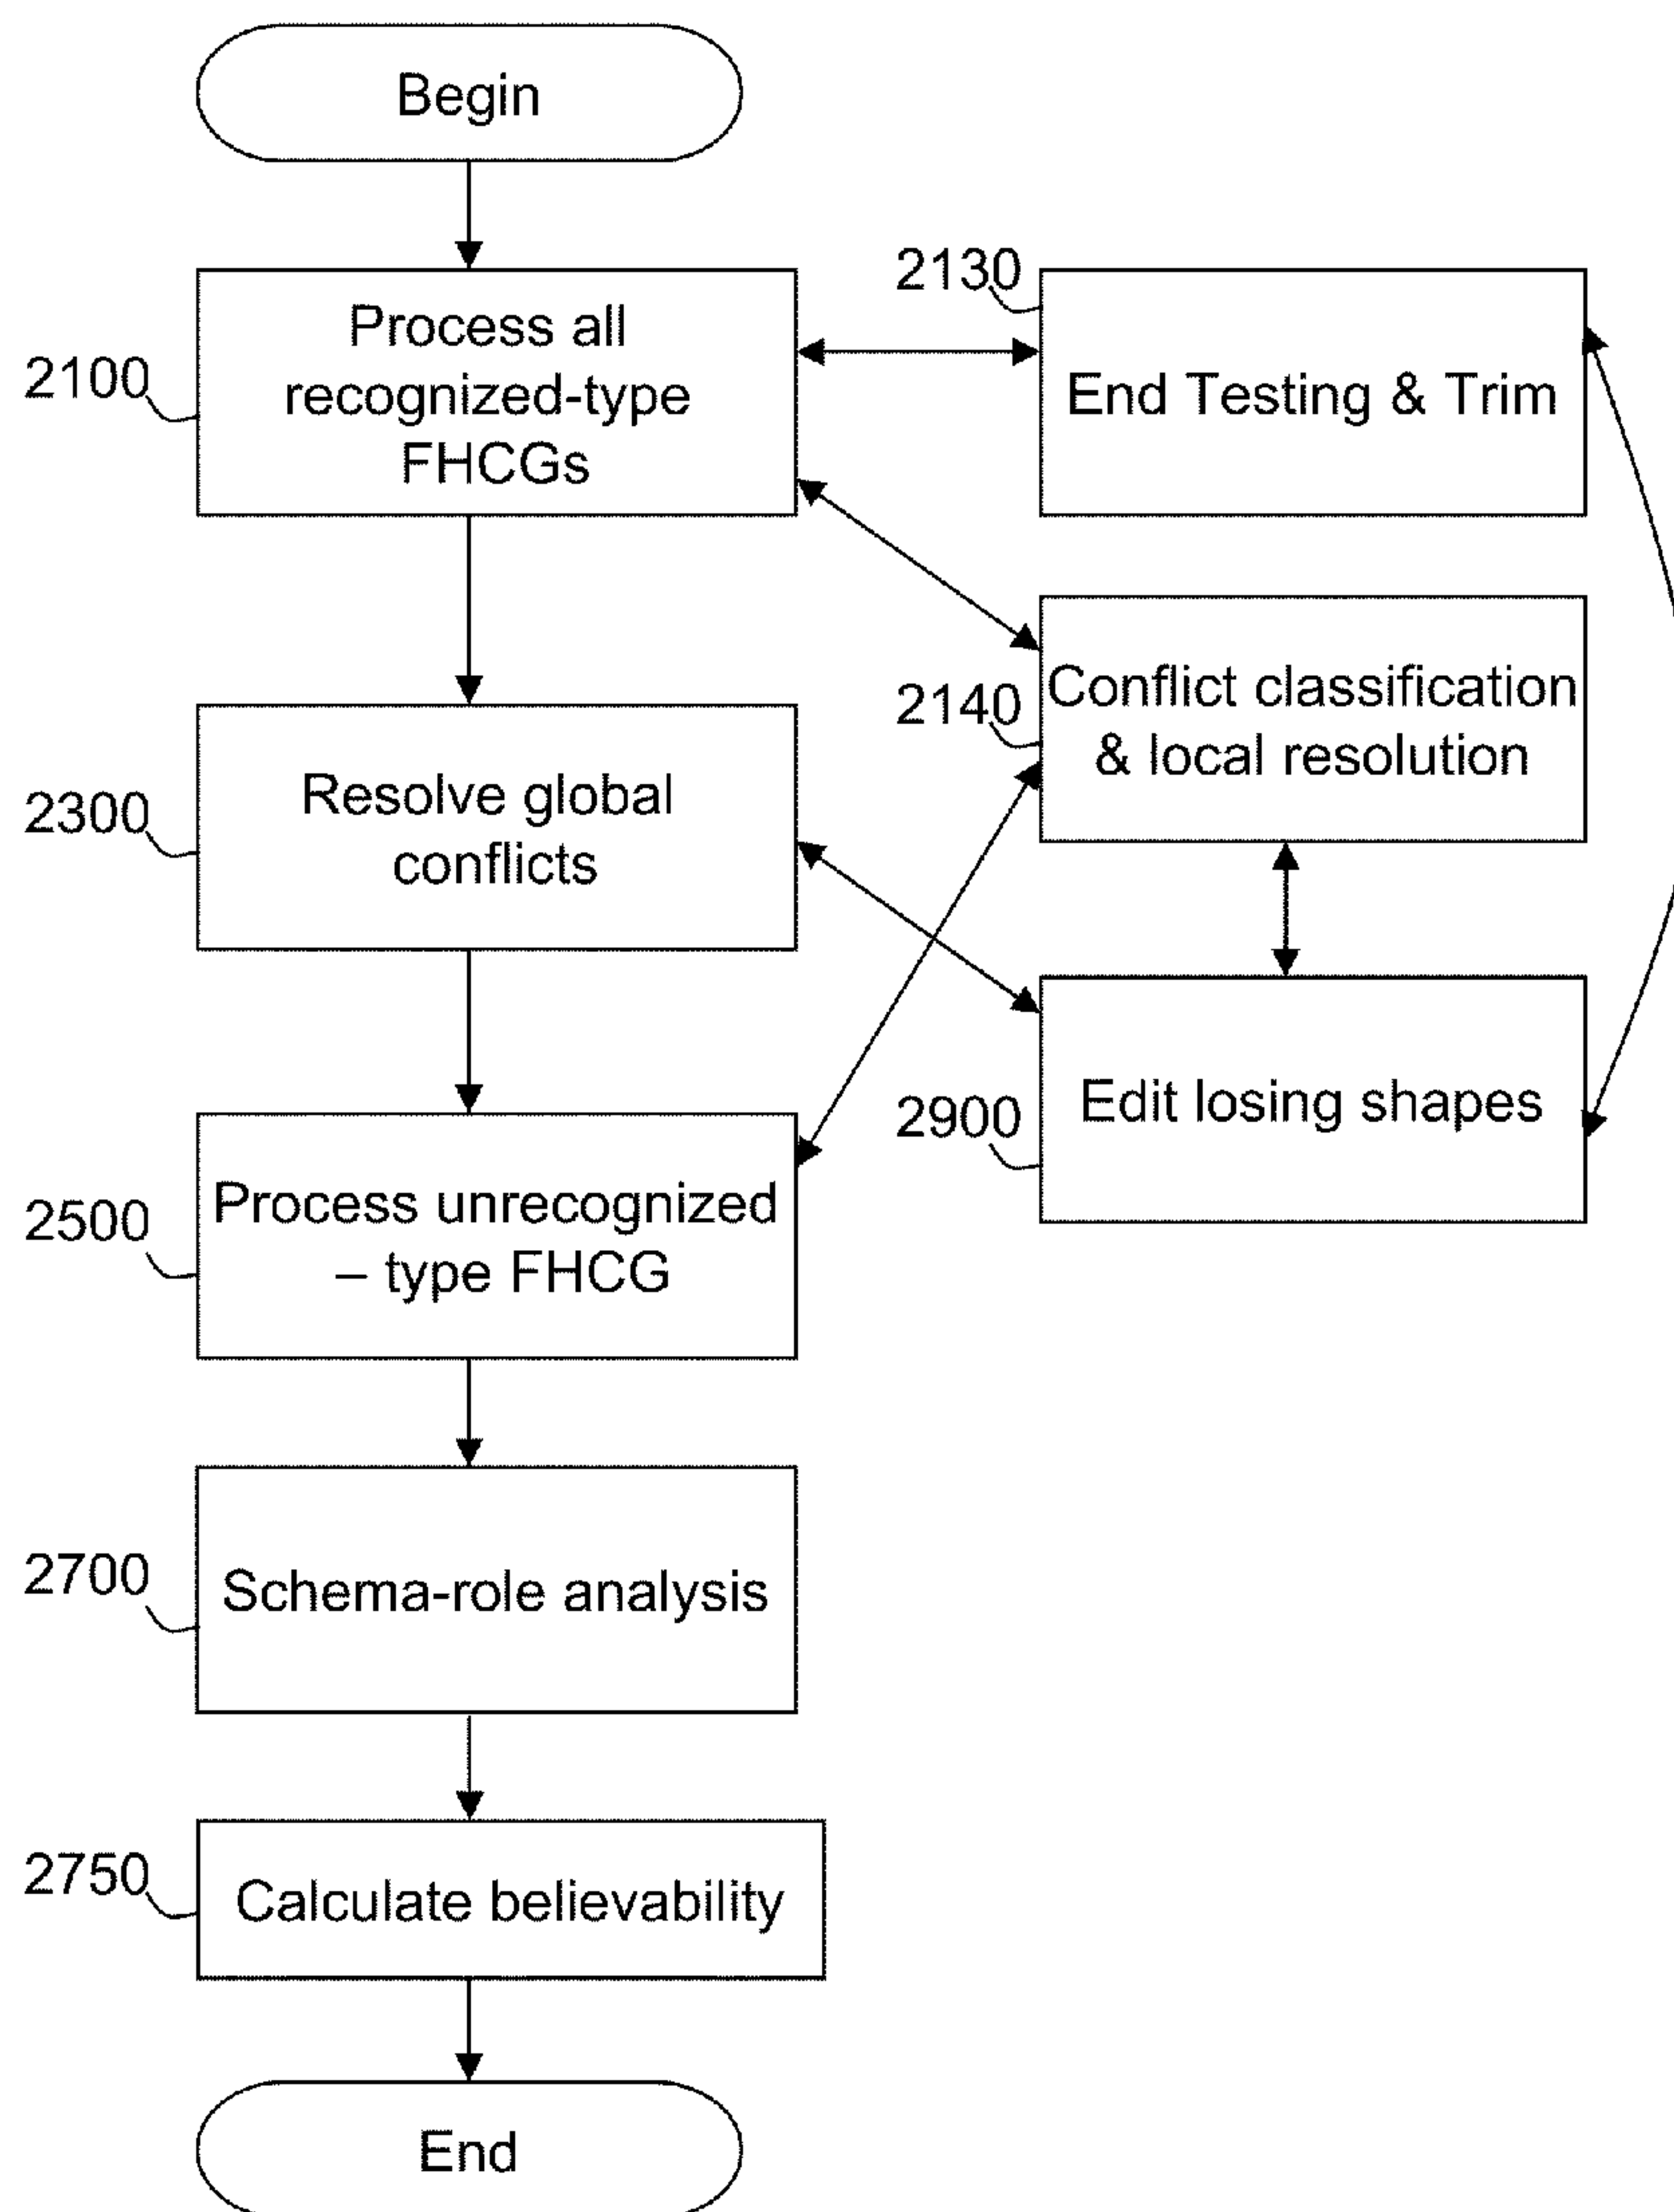 Begin
2100
Process all
recognized-type
FHCGs
2130
End Testing & Trim
2140
Conflict classification
& local resolution
2300
Resolve global
conflicts
2900
Edit losing shapes
2500
Process unrecognized
– type FHCG
2700
Schema-role analysis
2750
Calculate believability
End